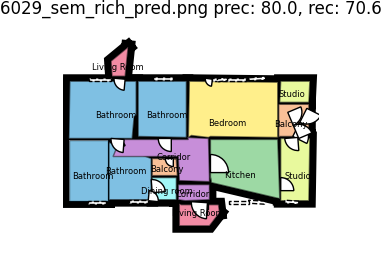 6029_sem_rich_pred.png prec: 80.0, rec: 70.6
Living Room
Studio
Bathroom Bathroom
Bedroom Balcony
Corridor
Bathroom Bathroom Balcony Kitchen Studio
Dining room Corridor
Living Room